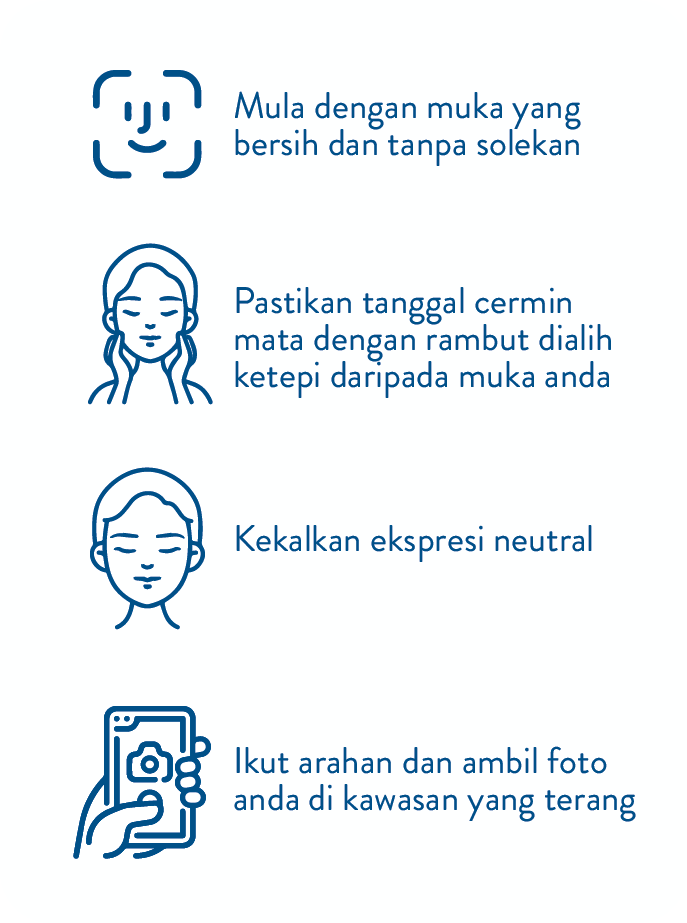 Mula dengan muka yang
bersih dan tanpa solekan
Pastikan tanggal cermin
mata dengan rambut dialih
ketepi daripada muka anda
Kekalkan ekspresi neutral
Ikut arahan dan ambil foto
anda di kawasan yang terang